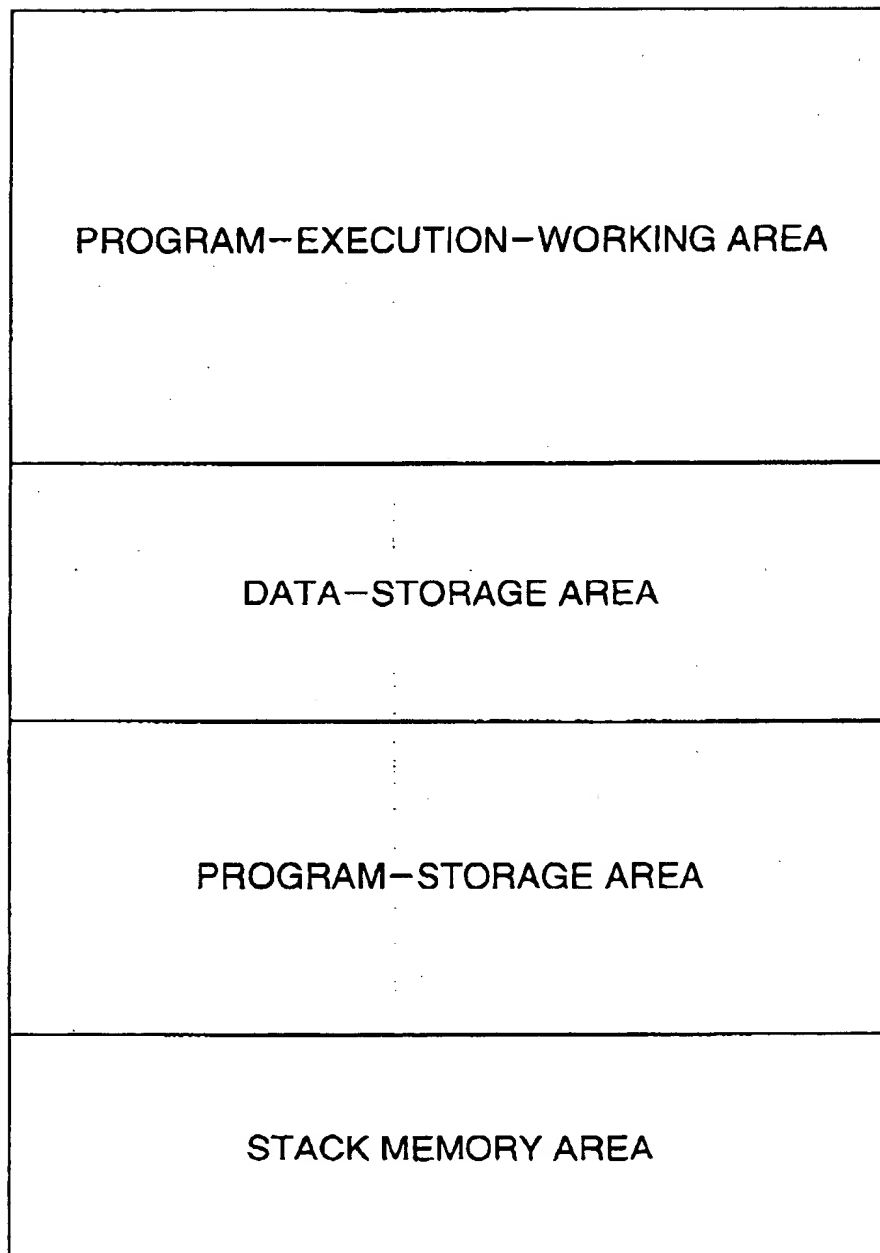 PROGRAM-EXECUTION-WORKING AREA
DATA-STORAGE AREA
PROGRAM-STORAGE AREA
STACK MEMORY AREA